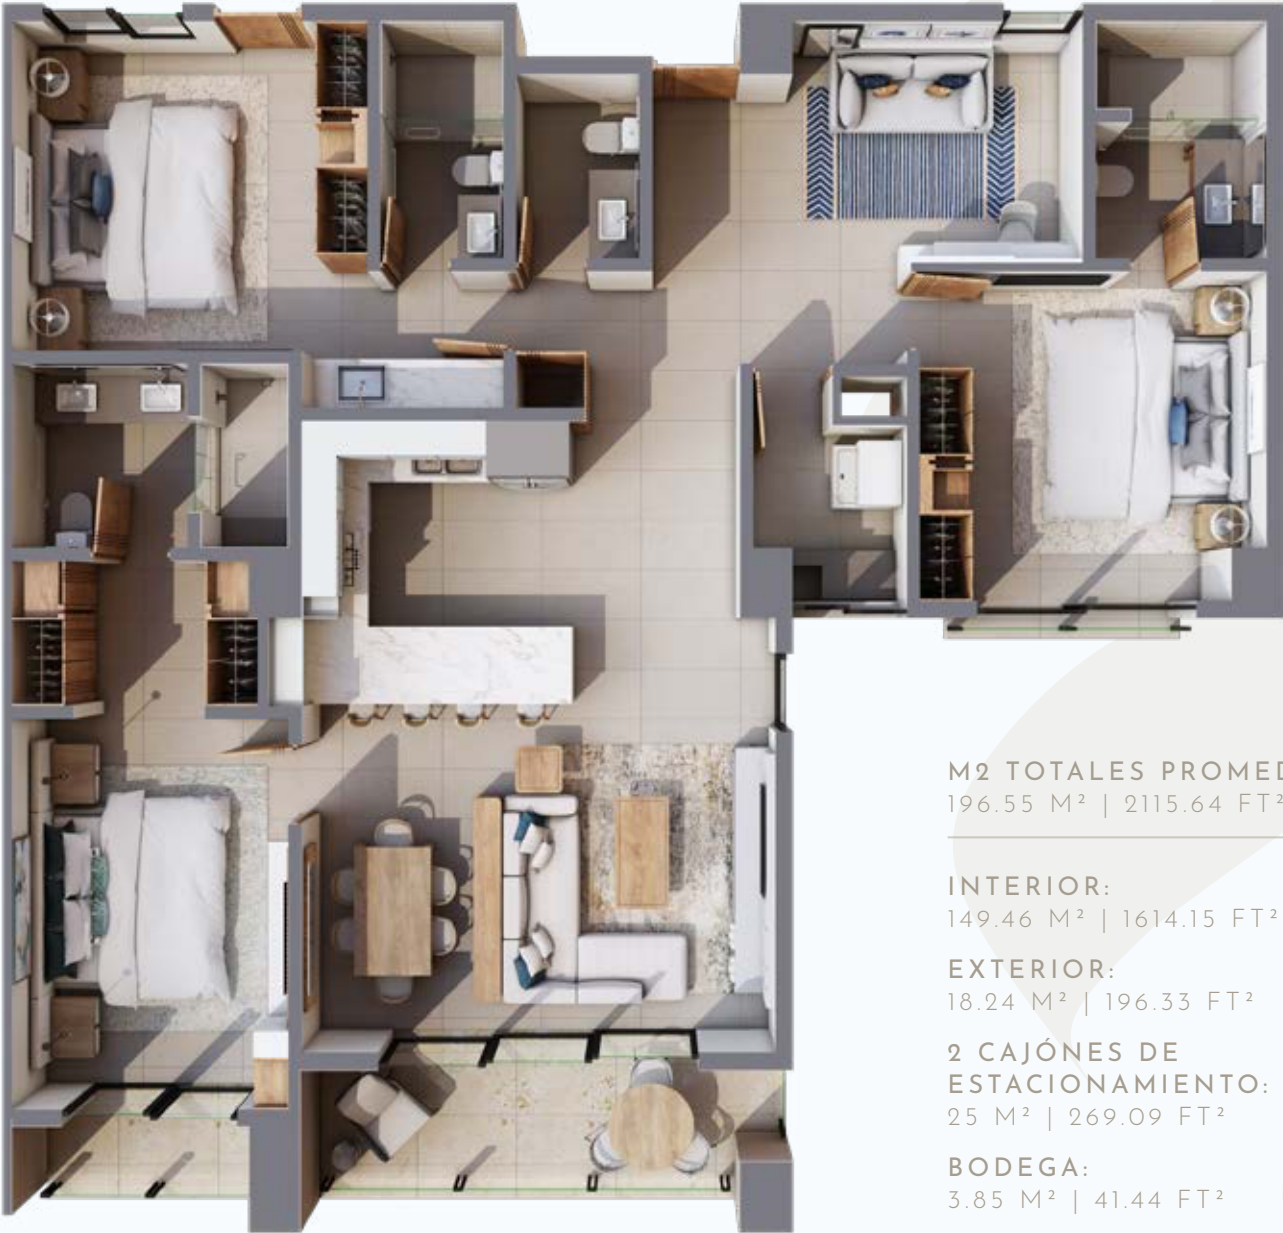 M2 TOTALES PROMED
196.55 M² | 2115.64 FT²
INTERIOR:
149.46 M² | 1614.15 FT²
EXTERIOR:
18.24 M² | 196.33 FT²
2 CAJÓNES DE
ESTACIONAMIENTO:
25 M² | 269.09 FT²
BODEGA:
3.85 M² | 41.44 FT²